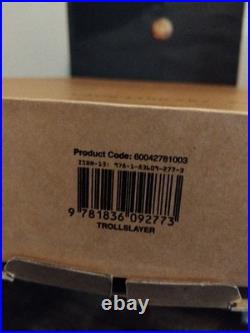 Product Code: 60042781003
ISBN-13: 978-1-83609-277-3
9 781836 092773
TROLLSLAYER